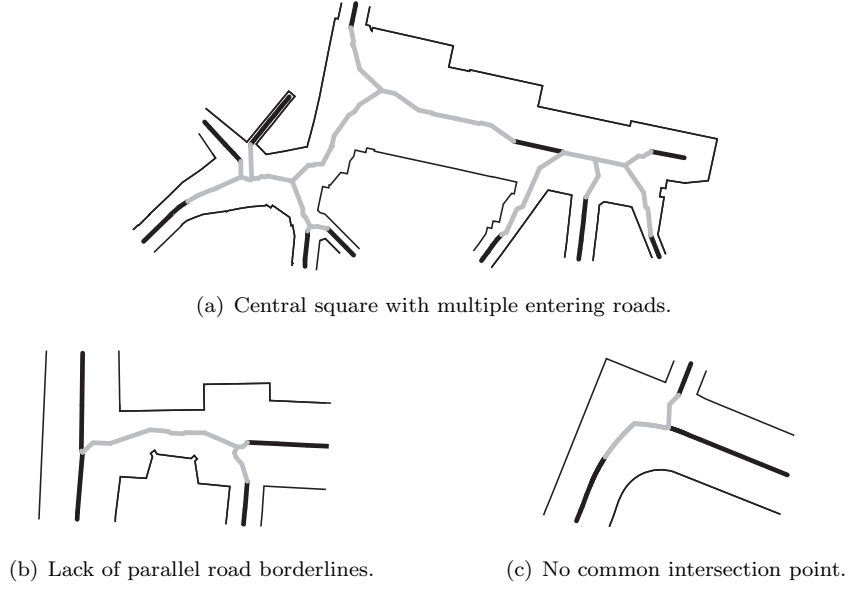 (a) Central square with multiple entering roads.
(b) Lack of parallel road borderlines.
(c) No common intersection point.